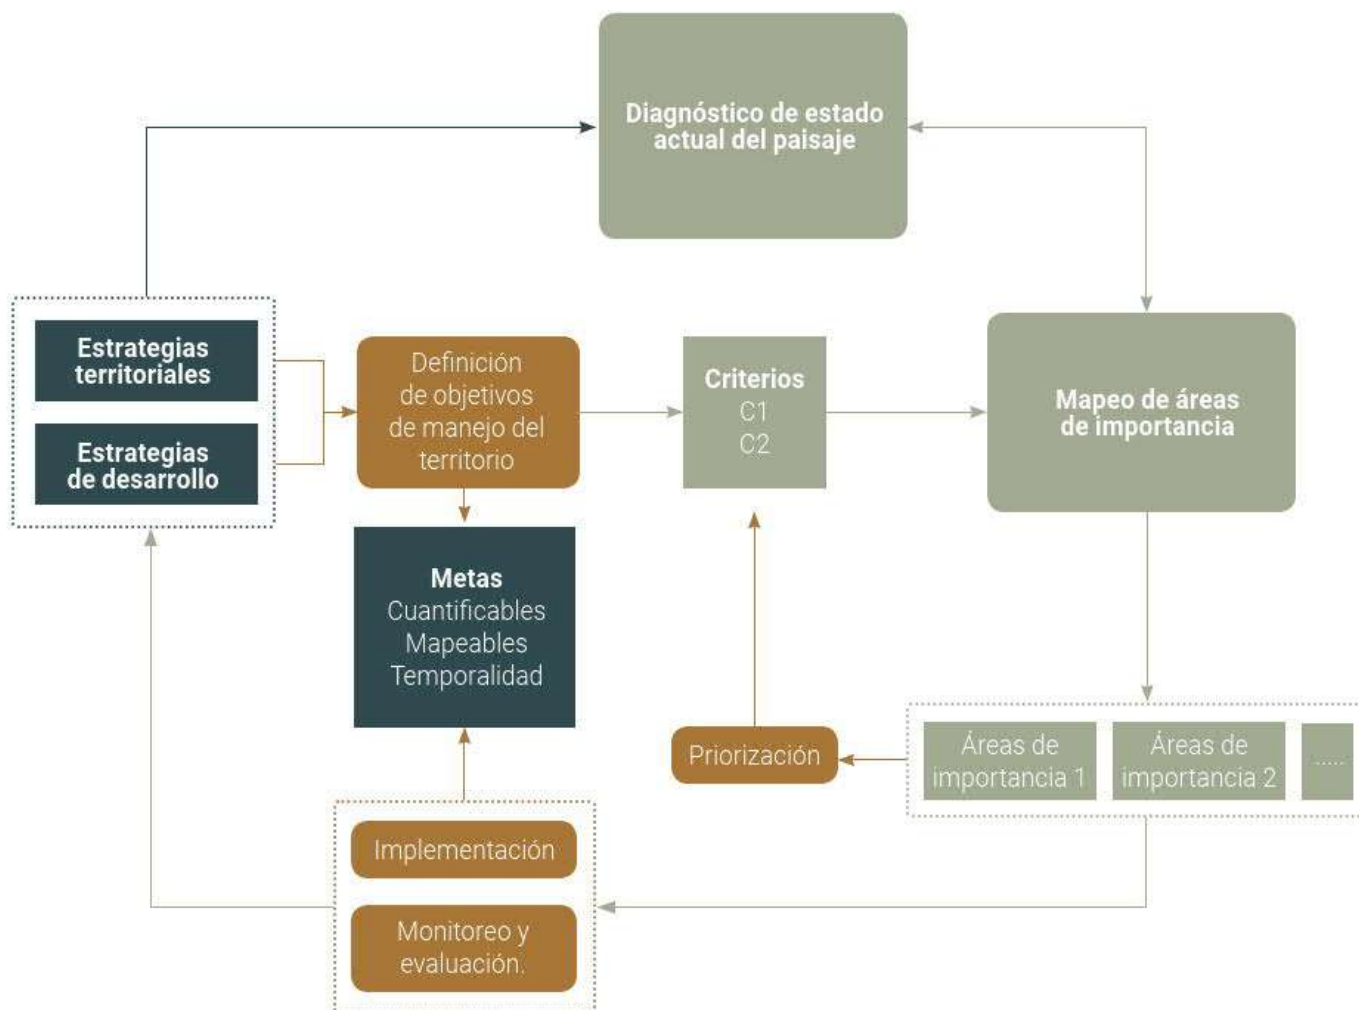 Diagnóstico de estado
actual del paisaje
Estrategias
territoriales
Estrategias
de desarrollo
Definición
de objetivos
de manejo del
territorio
Criterios
C1
C2
Mapeo de áreas
de importancia
Metas
Cuantificables
Mapeables
Temporalidad
Priorización
Áreas de
importancia 1
Áreas de
importancia 2
.....
Implementación
Monitoreo y
evaluación.